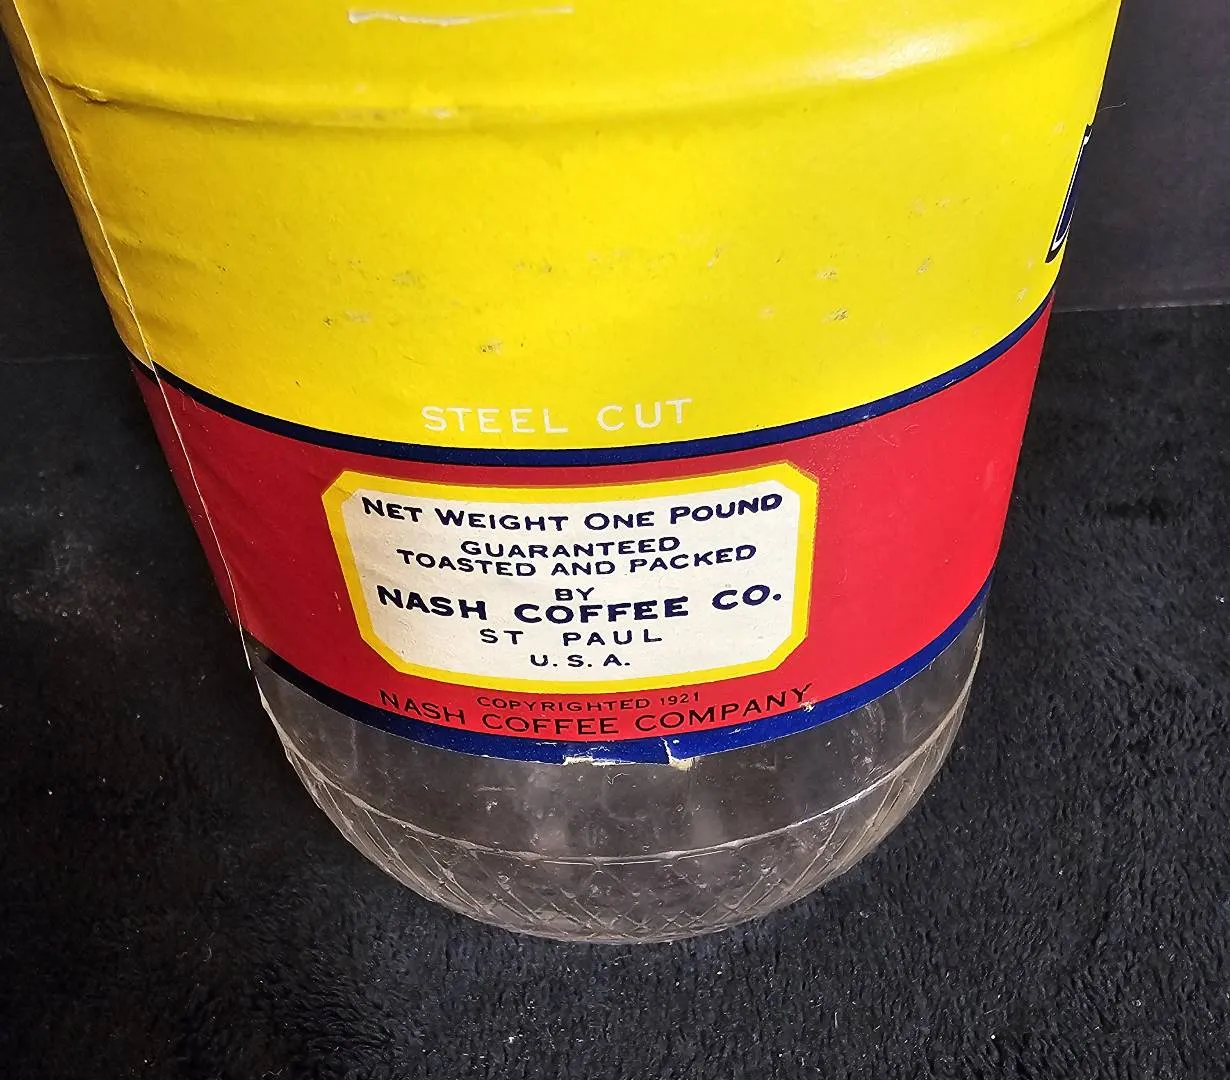 STEEL CUT
NET WEIGHT ONE POUND
GUARANTEED
TOASTED AND PACKED
BY
NASH COFFEE CO.
ST PAUL
U.S.A.
COPYRIGHTED 1921
NASH COFFEE COMPANY